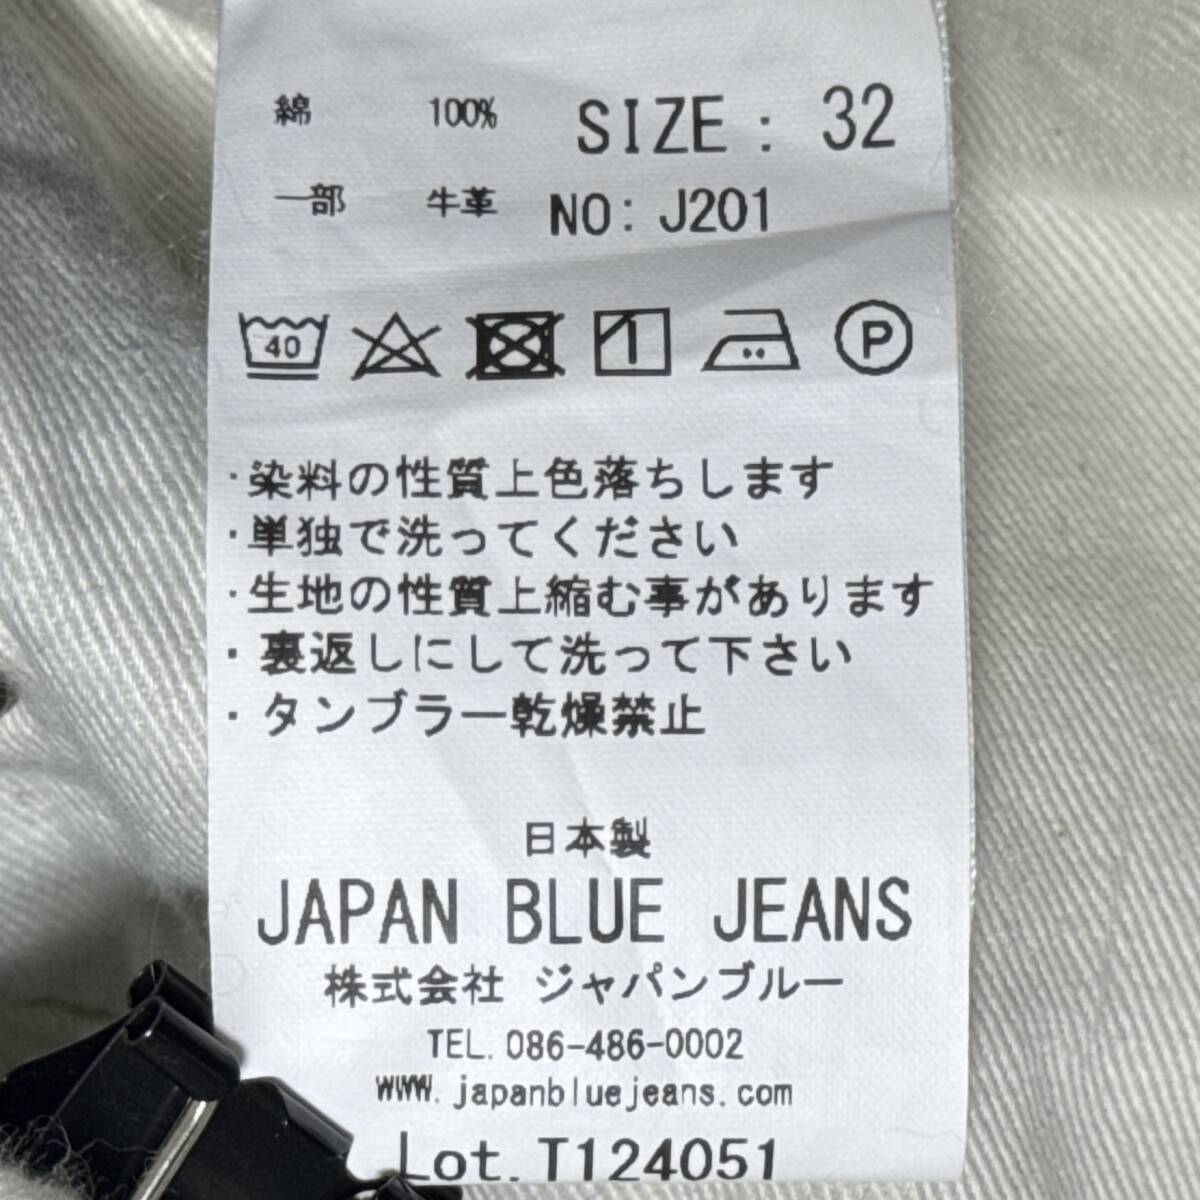 綿 100% SIZE: 32
一部 牛革 NO: J201
40 P
・染料の性質上色落ちします
・単独で洗ってください
・生地の性質上縮む事があります
・裏返しにして洗って下さい
・タンブラー乾燥禁止
日本製
JAPAN BLUE JEANS
株式会社 ジャパンブルー
TEL. 086-486-0002
www.japanbluejeans.com
Lot. T124051